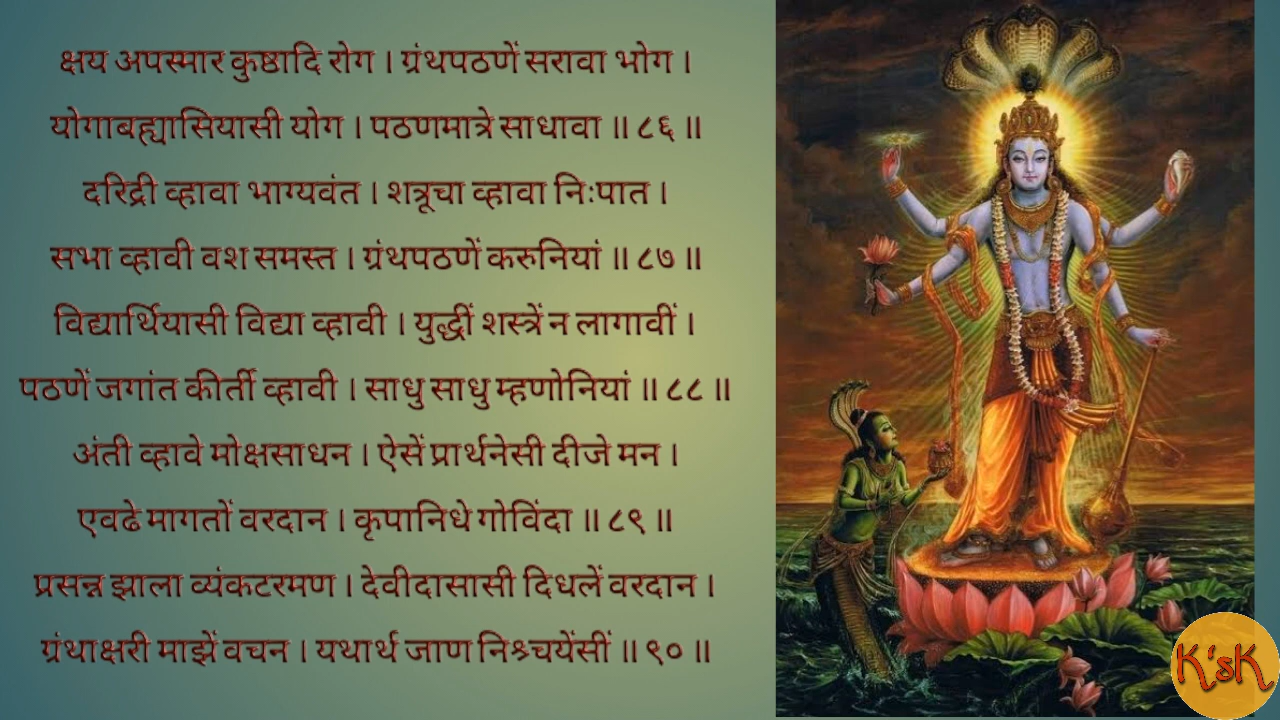 क्षय अपस्मार कुष्ठादि रोग । ग्रंथपठणें सरावा भोग ।
योगाबह्यासियासी योग । पठणमात्रे साधावा ॥ ८६ ॥
दरिद्री व्हावा भाग्यवंत । शत्रूचा व्हावा निःपात ।
सभा व्हावी वश समस्त । ग्रंथपठणें करुनियां ॥ ८७ ॥
विद्यार्थियासी विद्या व्हावी । युद्धीं शस्त्रें न लागावीं ।
पठणें जगांत कीर्ती व्हावी । साधु साधु म्हणोनियां ॥ ८८ ॥
अंती व्हावे मोक्षसाधन । ऐसें प्रार्थनेसी दीजे मन ।
एवढे मागतों वरदान । कृपानिधे गोविंदा ॥ ८९ ॥
प्रसन्न झाला व्यंकटरमण । देवीदासासी दिधलें वरदान ।
ग्रंथाक्षरी माझें वचन । यथार्थ जाण निश्चयेंसीं ॥ ९० ॥
K'sK